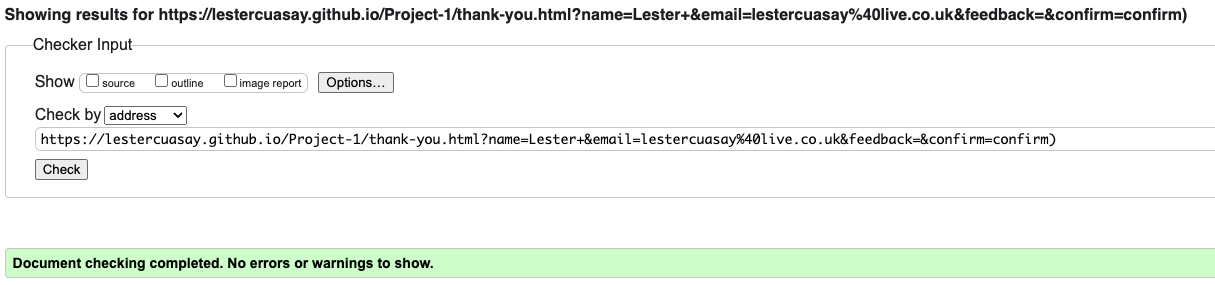 Showing results for https://lestercuasay.github.io/Project-1/thank-you.html?name=Lester+&email=lestercuasay%40live.co.uk&feedback=&confirm=confirm)
Checker Input
Show source outline image report Options...
Check by address
https://lestercuasay.github.io/Project-1/thank-you.html?name=Lester+&email=lestercuasay%40live.co.uk&feedback=&confirm=confirm)
Check
Document checking completed. No errors or warnings to show.